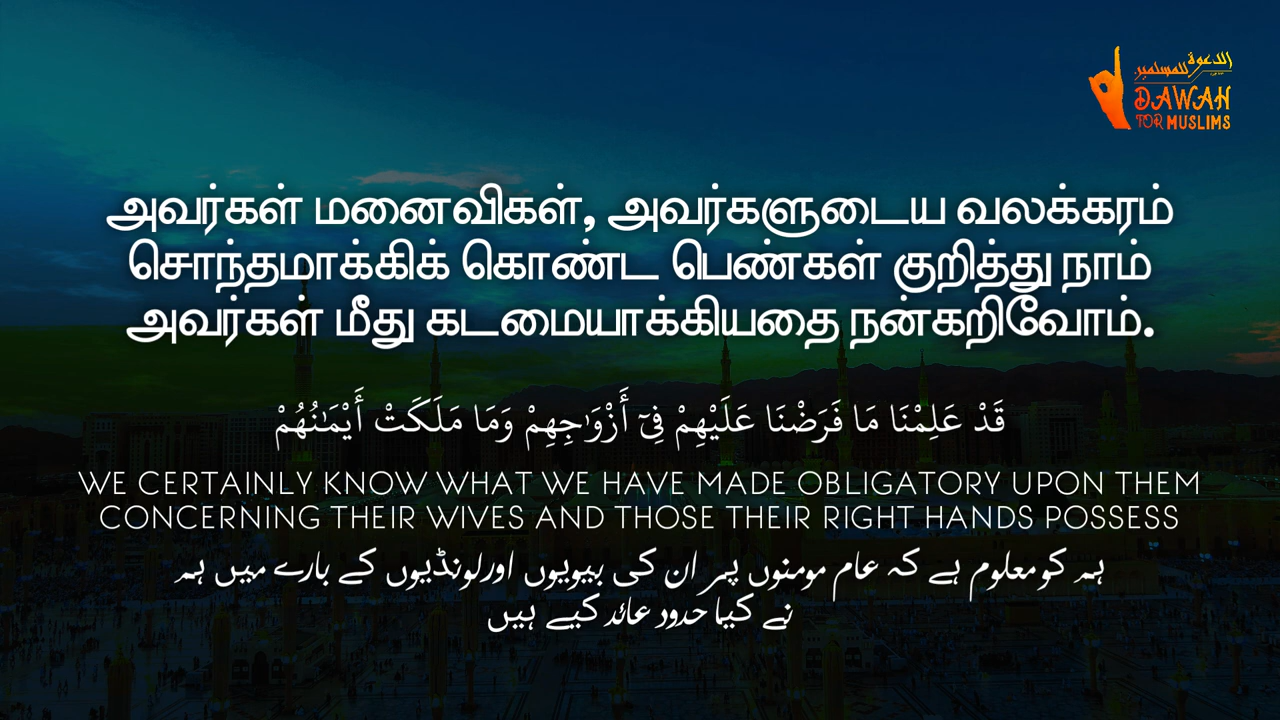 الدعوة للمسلمين
DAWAH
FOR MUSLIMS
அவர்கள் மனைவிகள், அவர்களுடைய வலக்கரம்
சொந்தமாக்கிக் கொண்ட பெண்கள் குறித்து நாம்
அவர்கள் மீது கடமையாக்கியதை நன்கறிவோம்.
قَدْ عَلِمْنَا مَا فَرَضْنَا عَلَيْهِمْ فِىٓ أَزْوَٰجِهِمْ وَمَا مَلَكَتْ أَيْمَـٰنُهُمْ
WE CERTAINLY KNOW WHAT WE HAVE MADE OBLIGATORY UPON THEM
CONCERNING THEIR WIVES AND THOSE THEIR RIGHT HANDS POSSESS
ہم کو معلوم ہے کہ عام مومنوں پر ان کی بیویوں اور لونڈیوں کے بارے میں ہم
نے کیا حدود عائد کیے ہیں